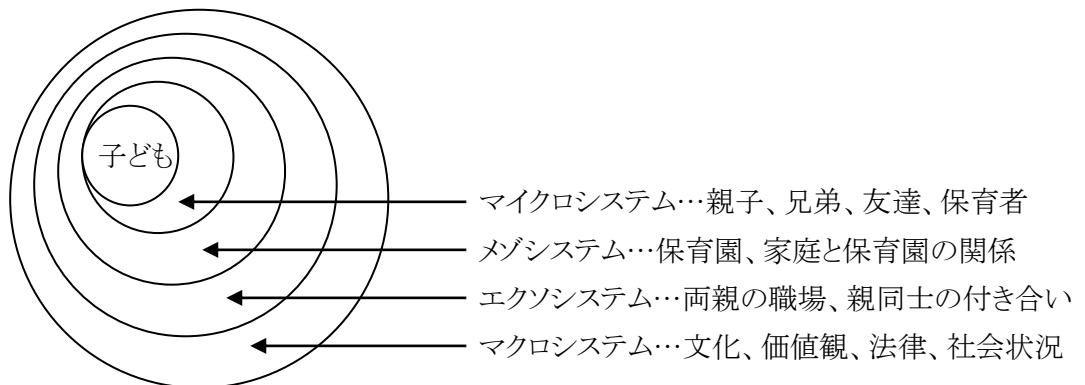 子ども
マイクロシステム…親子、兄弟、友達、保育者
メゾシステム…保育園、家庭と保育園の関係
エクソシステム…両親の職場、親同士の付き合い
マクロシステム…文化、価値観、法律、社会状況